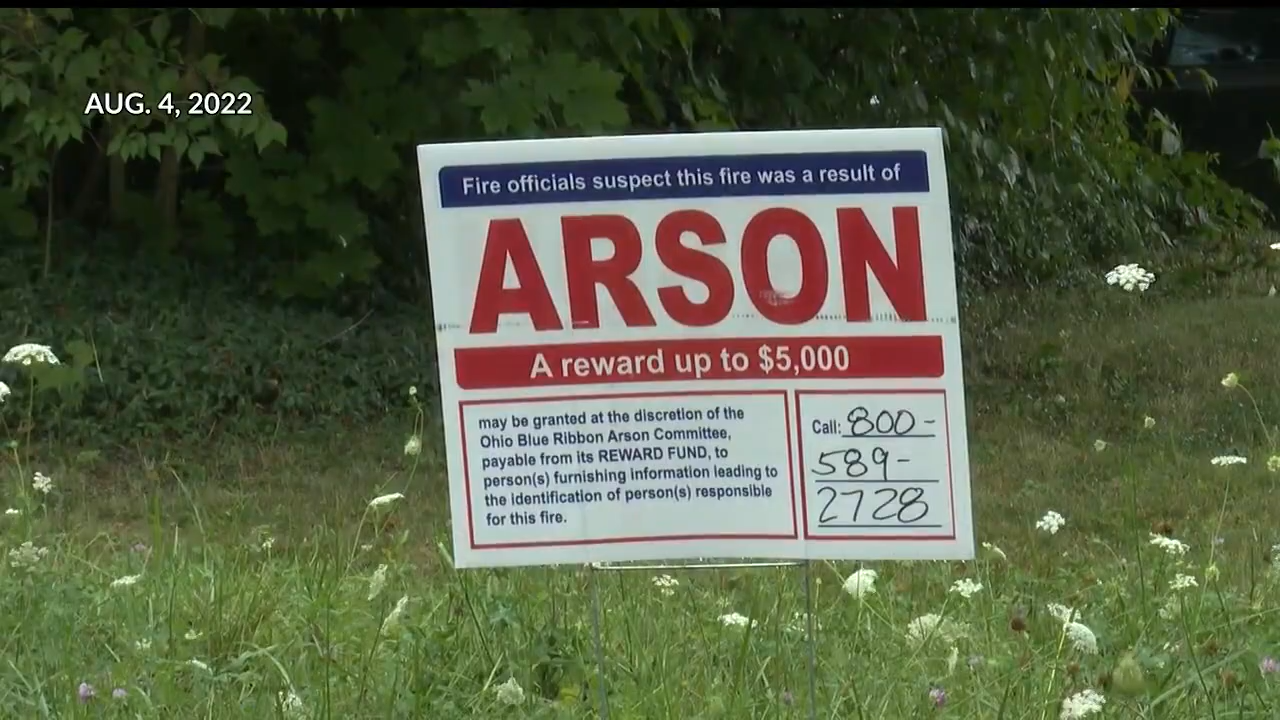 AUG. 4, 2022
Fire officials suspect this fire was a result of
ARSON
A reward up to $5,000
may be granted at the discretion of the
Ohio Blue Ribbon Arson Committee,
payable from its REWARD FUND, to
person(s) furnishing information leading to
the identification of person(s) responsible
for this fire.
Call: 800-
589-
2728